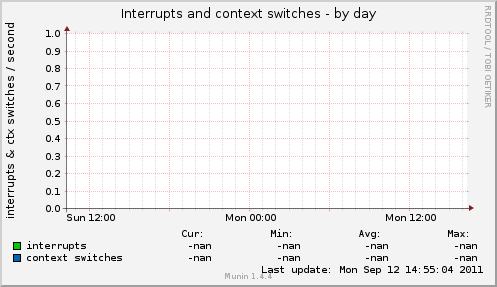 Interrupts and context switches - by day
RRDTOOL / TOBI OETIKER
interrupts & ctx switches / second
1.0
0.9
0.8
0.7
0.6
0.5
0.4
0.3
0.2
0.1
0.0
Sun 12:00 Mon 00:00 Mon 12:00
Cur: Min: Avg: Max:
interrupts -nan -nan -nan -nan
context switches -nan -nan -nan -nan
Last update: Mon Sep 12 14:55:04 2011
Munin 1.4.4